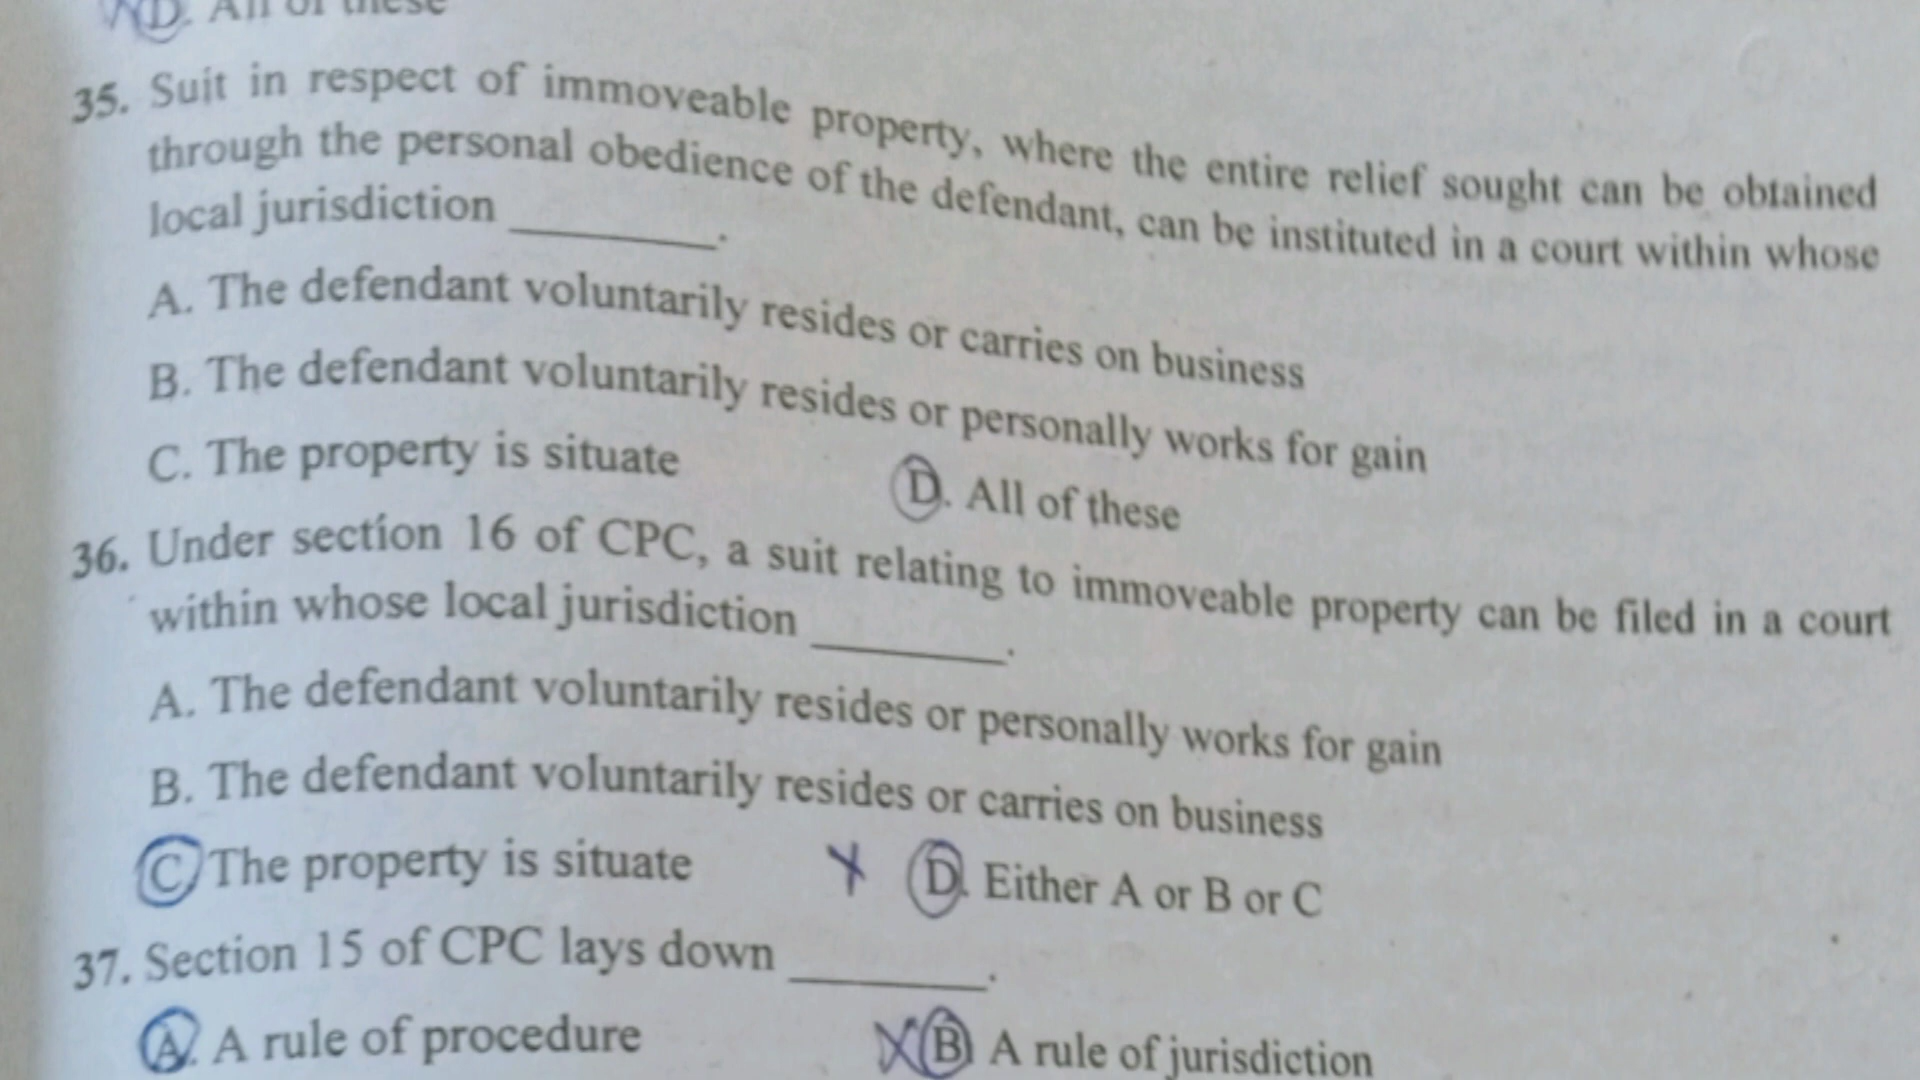 D. All of these
35. Suit in respect of immoveable property, where the entire relief sought can be obtained
through the personal obedience of the defendant, can be instituted in a court within whose
local jurisdiction ________.
A. The defendant voluntarily resides or carries on business
B. The defendant voluntarily resides or personally works for gain
C. The property is situate D. All of these
36. Under section 16 of CPC, a suit relating to immoveable property can be filed in a court
within whose local jurisdiction ________.
A. The defendant voluntarily resides or personally works for gain
B. The defendant voluntarily resides or carries on business
C. The property is situate X D. Either A or B or C
37. Section 15 of CPC lays down ________.
A. A rule of procedure X B. A rule of jurisdiction